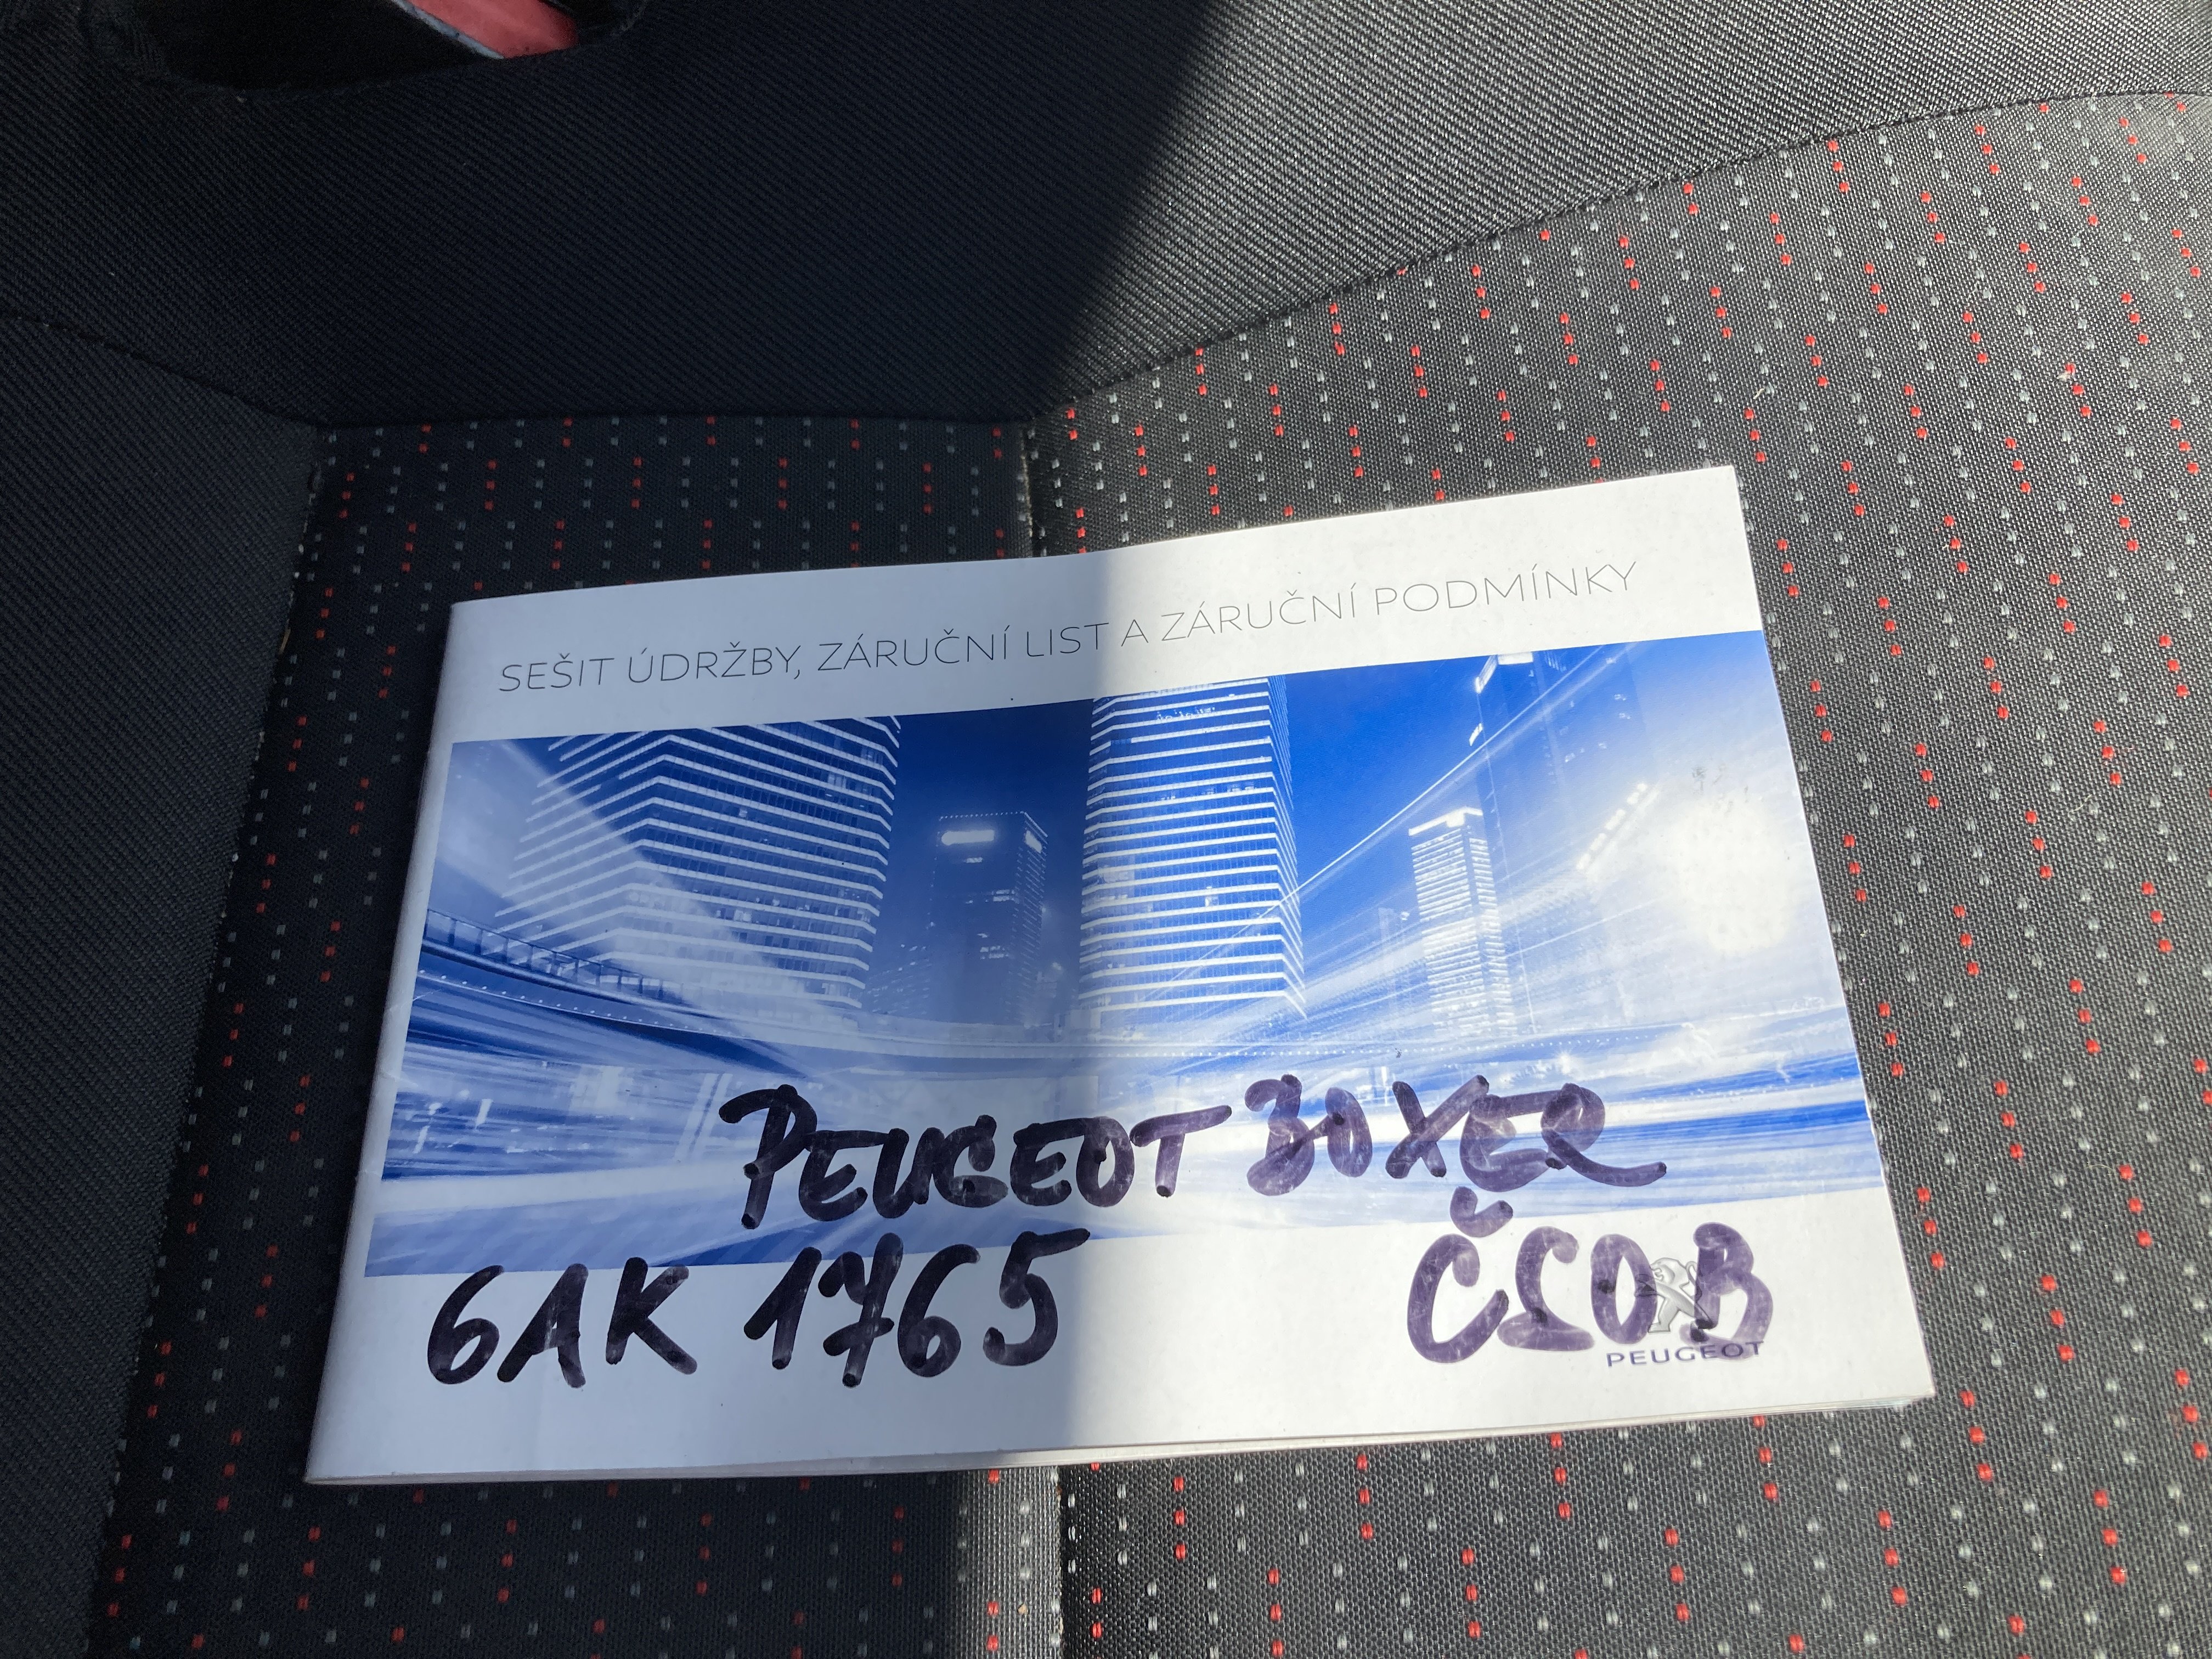 SEŠIT ÚDRŽBY, ZÁRUČNÍ LIST A ZÁRUČNÍ PODMÍNKY
PEUGEOT BOXER
6AK 1765 ČSOB
PEUGEOT